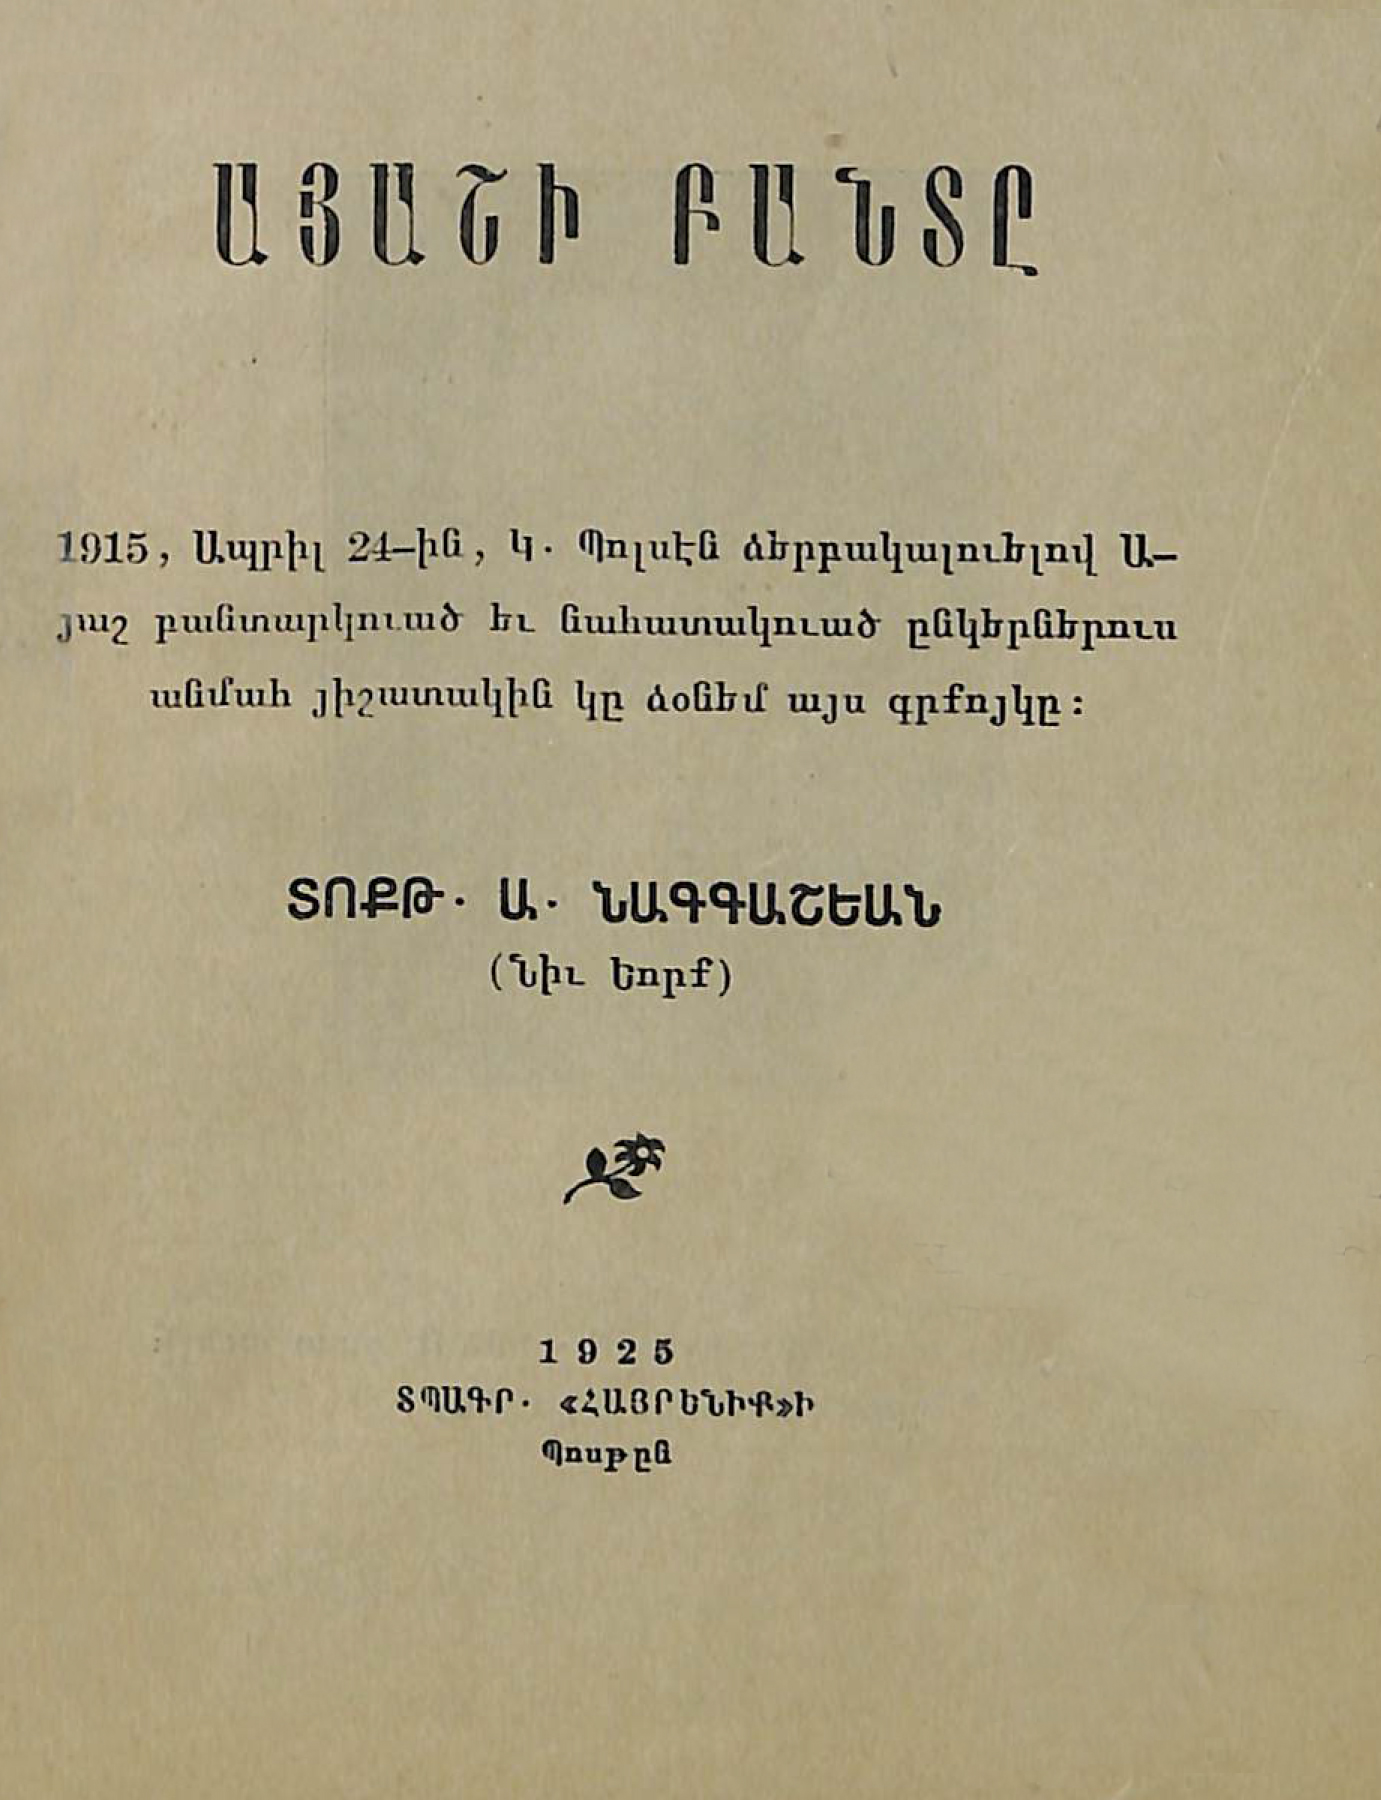 ԱՅԱՇԻ ԲԱՆՏԸ
1915, Ապրիլ 24–ին, Կ. Պոլսէն ձերբակալուելով Ա–
յաշ բանտարկուած եւ նահատակուած ընկերներուս
անմահ յիշատակին կը ձօնեմ այս գրքոյկը:
ՏՈՔԹ. Ա. ՆԱԳԳԱՇԵԱՆ
(Նիւ Եորք)
1925
ՏՊԱԳՐ. «ՀԱՅՐԵՆԻՔ»Ի
Պոսթըն